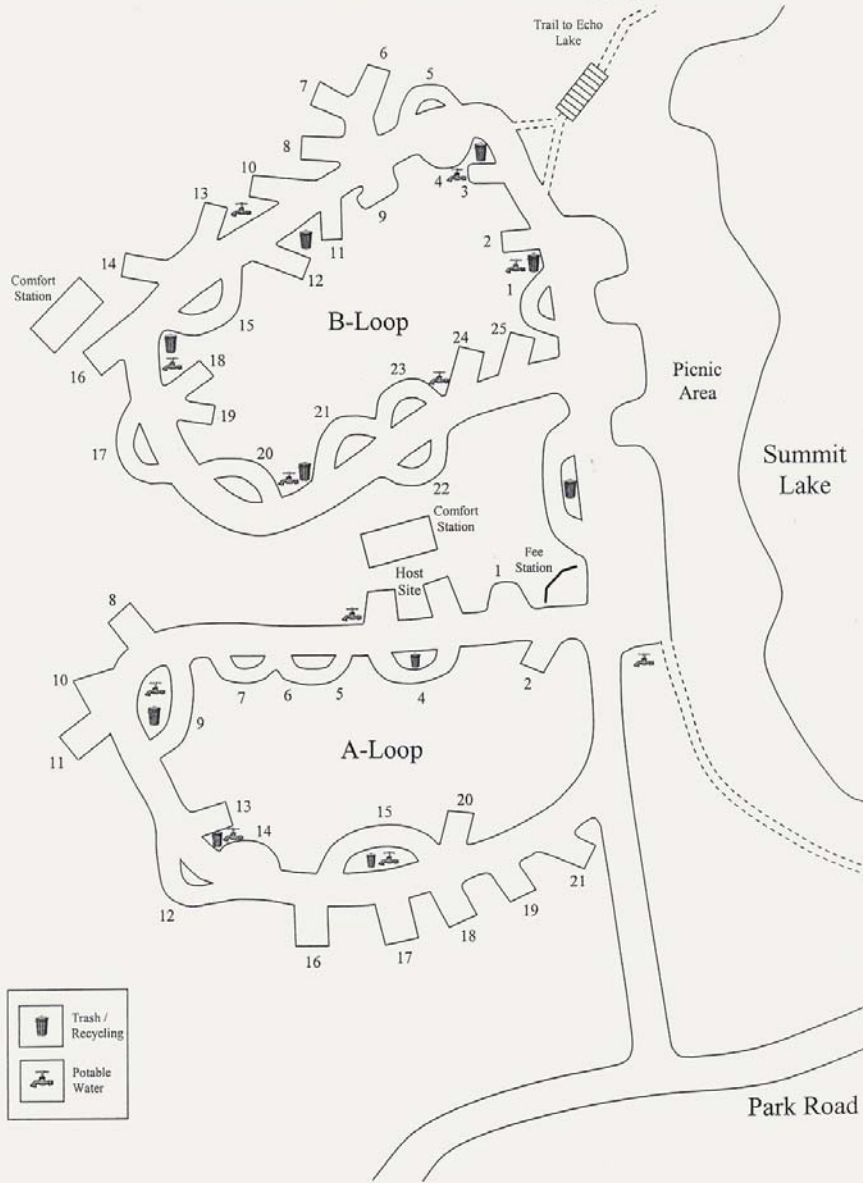 Trail to Echo
Lake
6
5
7
8
10
4
3
13
9
11
2
14
12
Comfort
Station
1
15
B-Loop
25
24
16
18
23
Picnic
Area
19
21
17
20
Summit
Lake
22
Comfort
Station
Fee
Station
Host
Site
1
8
10
2
7
6
5
4
9
11
A-Loop
13
20
15
14
21
12
19
18
17
16
Trash /
Recycling
Potable
Water
Park Road